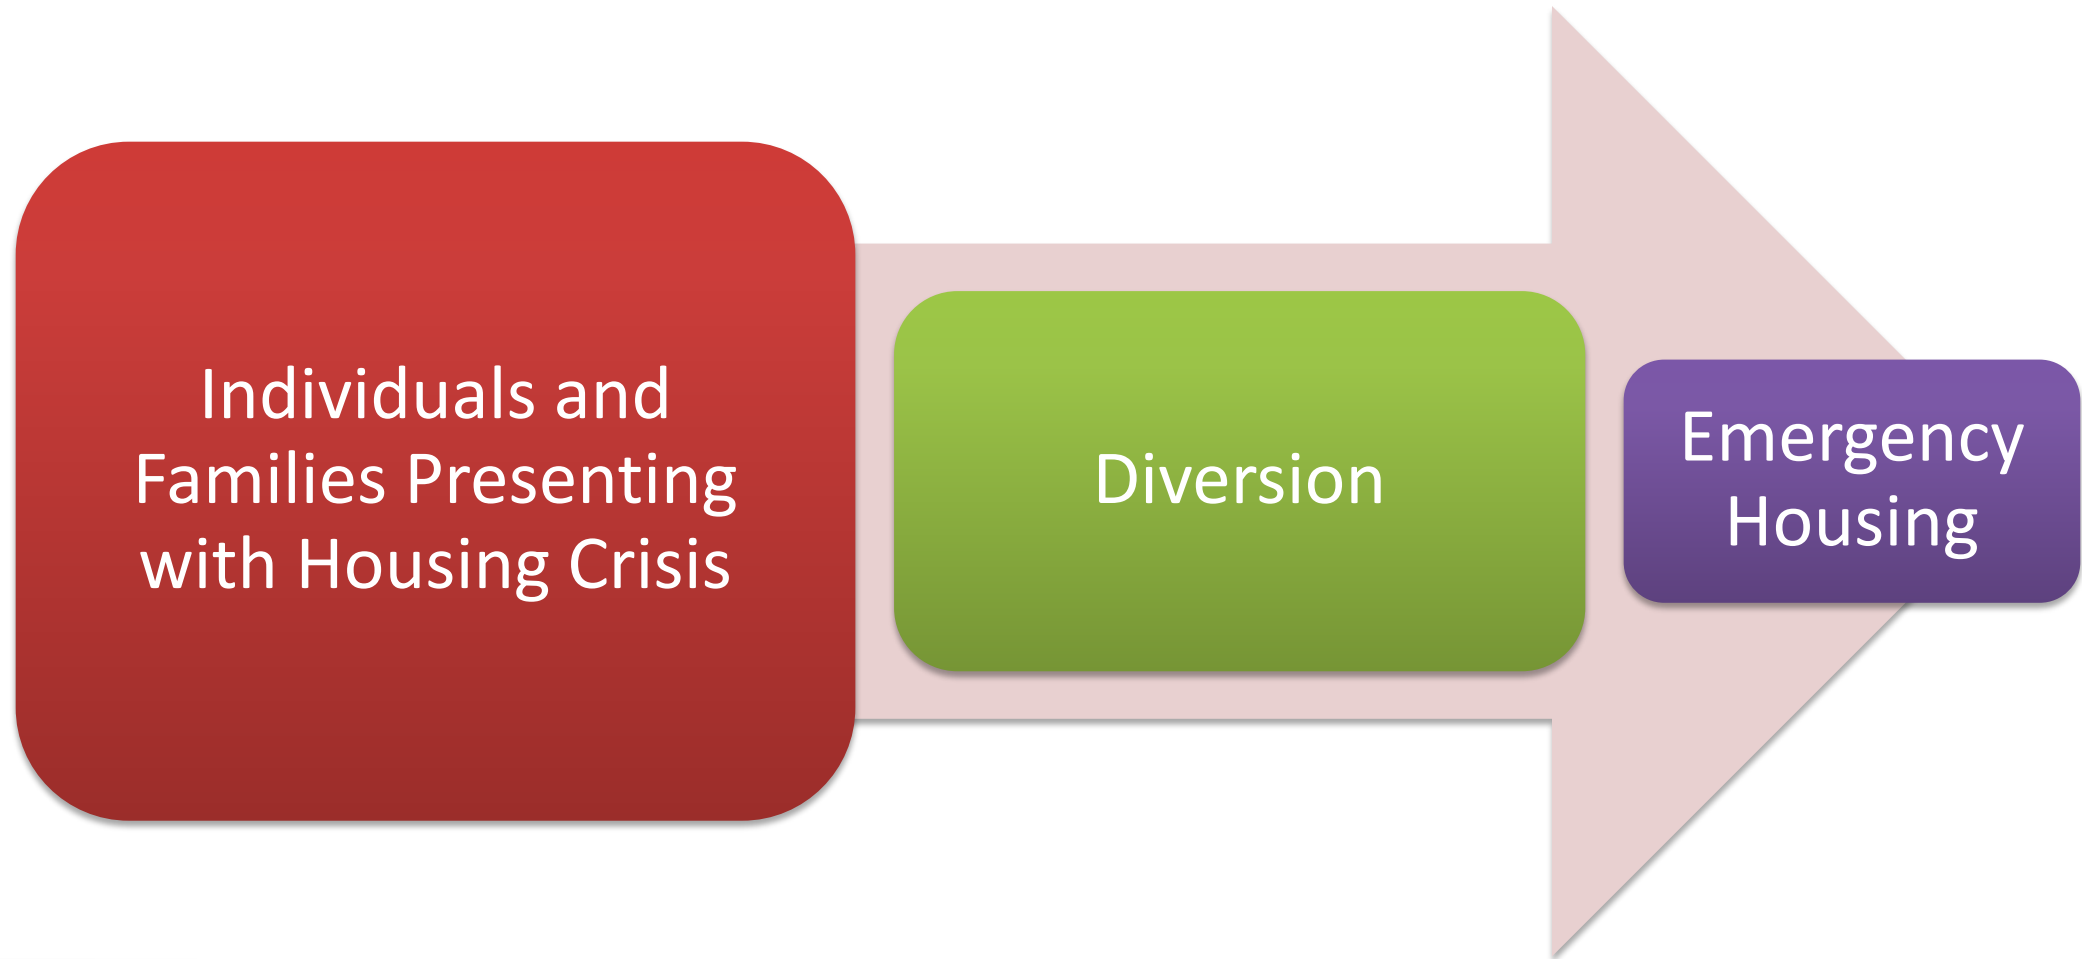 Individuals and
Families Presenting
with Housing Crisis
Diversion
Emergency
Housing